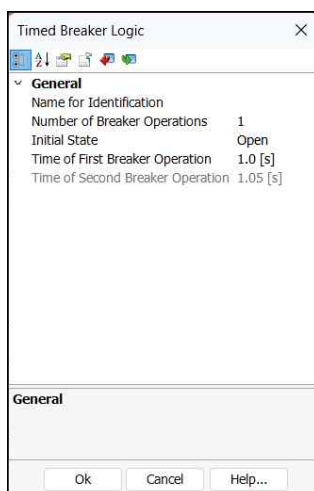 Timed Breaker Logic
General
Name for Identification
Number of Breaker Operations 1
Initial State Open
Time of First Breaker Operation 1.0 [s]
Time of Second Breaker Operation 1.05 [s]
General
Ok Cancel Help...